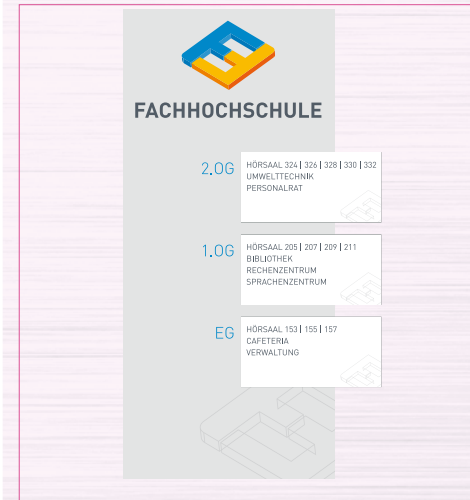 FACHHOCHSCHULE
2.OG
HÖRSAAL 324 | 326 | 328 | 330 | 332
UMWELTTECHNIK
PERSONALRAT
1.OG
HÖRSAAL 205 | 207 | 209 | 211
BIBLIOTHEK
RECHENZENTRUM
SPRACHENZENTRUM
EG
HÖRSAAL 153 | 155 | 157
CAFETERIA
VERWALTUNG